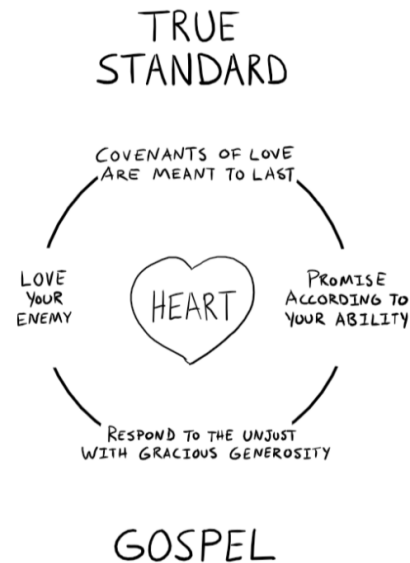 TRUE
STANDARD
COVENANTS OF LOVE
ARE MEANT TO LAST
LOVE
YOUR
ENEMY
HEART
PROMISE
ACCORDING TO
YOUR ABILITY
RESPOND TO THE UNJUST
WITH GRACIOUS GENEROSITY
GOSPEL